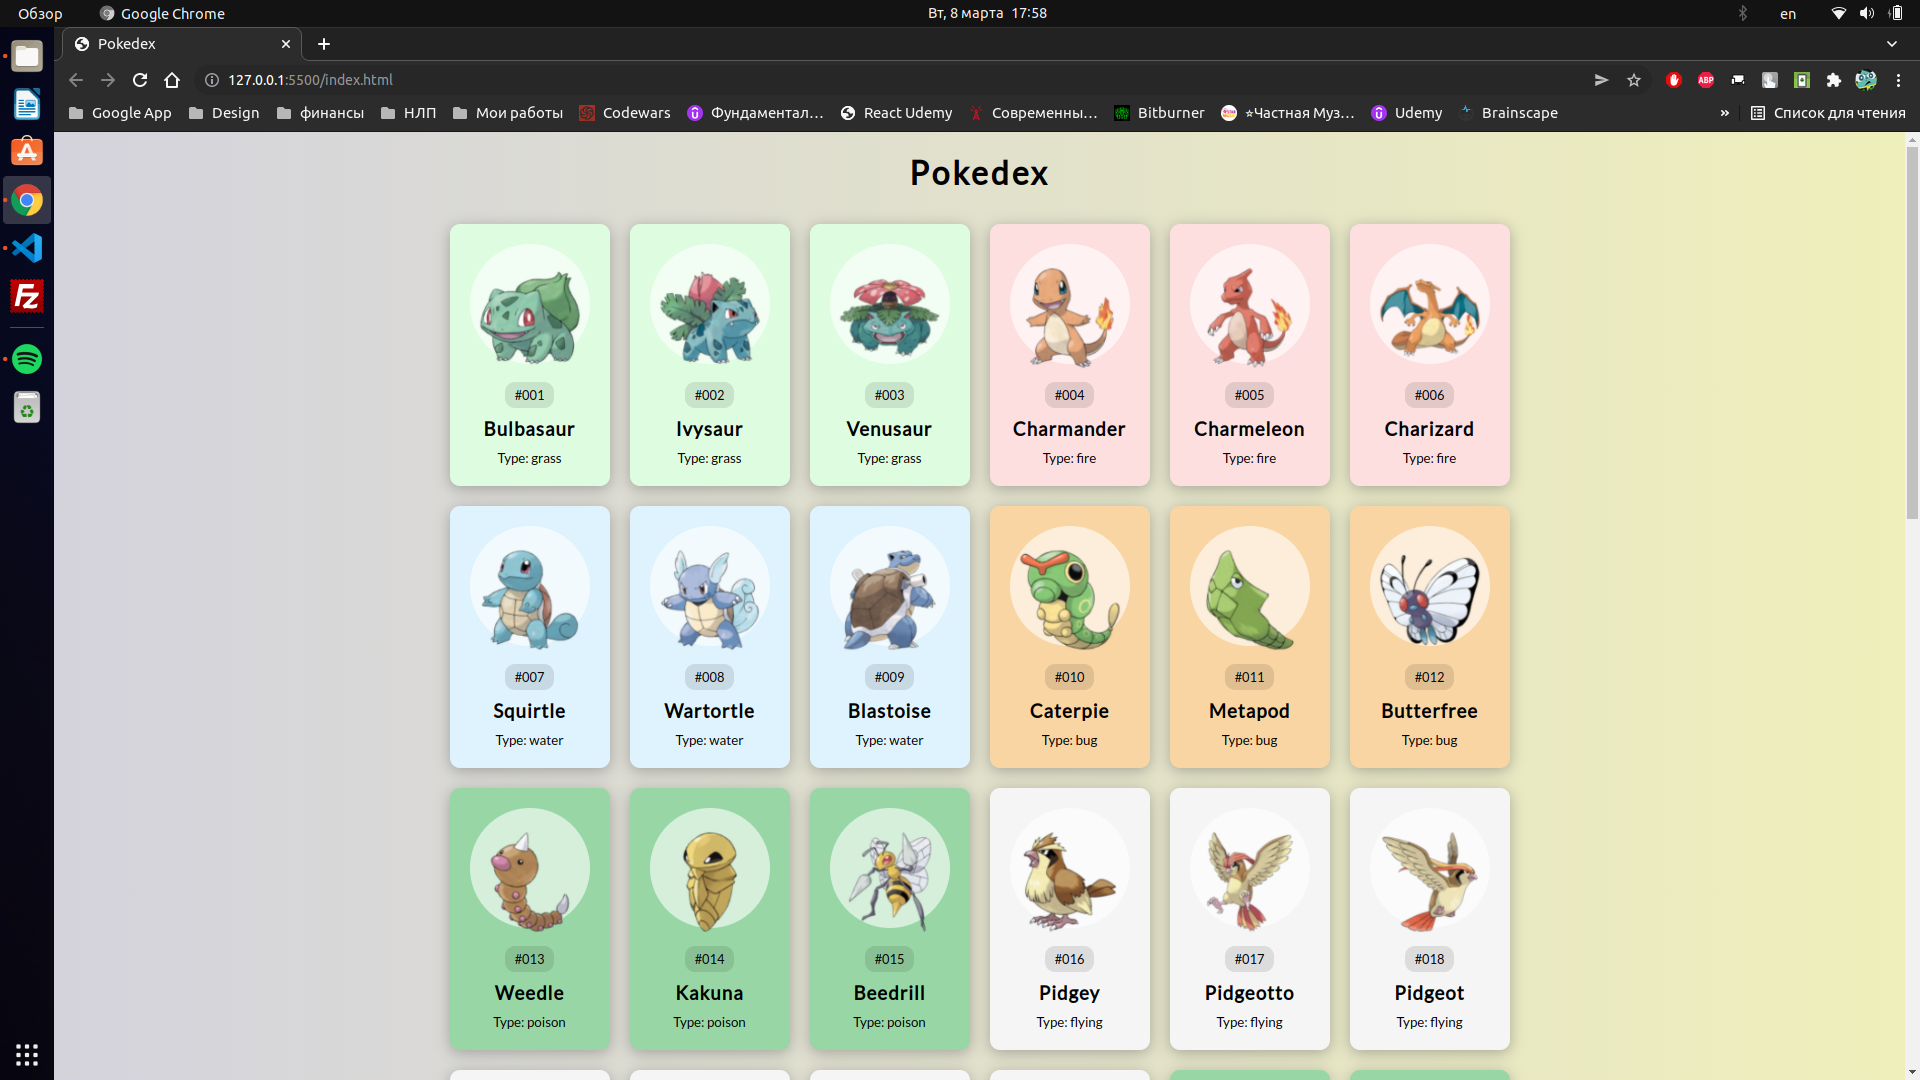 Обзор Google Chrome Вт, 8 марта 17:58 en
Pokedex
127.0.0.1:5500/index.html ABP
Google App Design финансы НЛП Мои работы Codewars Фундаментал... React Udemy Современны... Bitburner ⭐Частная Муз... Udemy Brainscape » Список для чтения
Pokedex
#001 #002 #003 #004 #005 #006
Bulbasaur Ivysaur Venusaur Charmander Charmeleon Charizard
Type: grass Type: grass Type: grass Type: fire Type: fire Type: fire
#007 #008 #009 #010 #011 #012
Squirtle Wartortle Blastoise Caterpie Metapod Butterfree
Type: water Type: water Type: water Type: bug Type: bug Type: bug
#013 #014 #015 #016 #017 #018
Weedle Kakuna Beedrill Pidgey Pidgeotto Pidgeot
Type: poison Type: poison Type: poison Type: flying Type: flying Type: flying